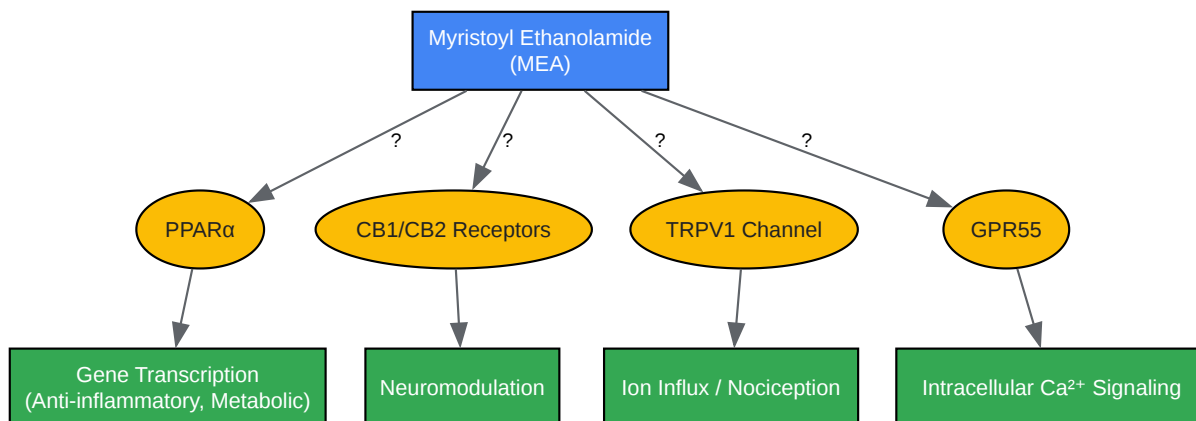 Myristoyl Ethanolamide
(MEA)
?
?
?
?
PPARα
CB1/CB2 Receptors
TRPV1 Channel
GPR55
Gene Transcription
(Anti-inflammatory, Metabolic)
Neuromodulation
Ion Influx / Nociception
Intracellular Ca²⁺ Signaling